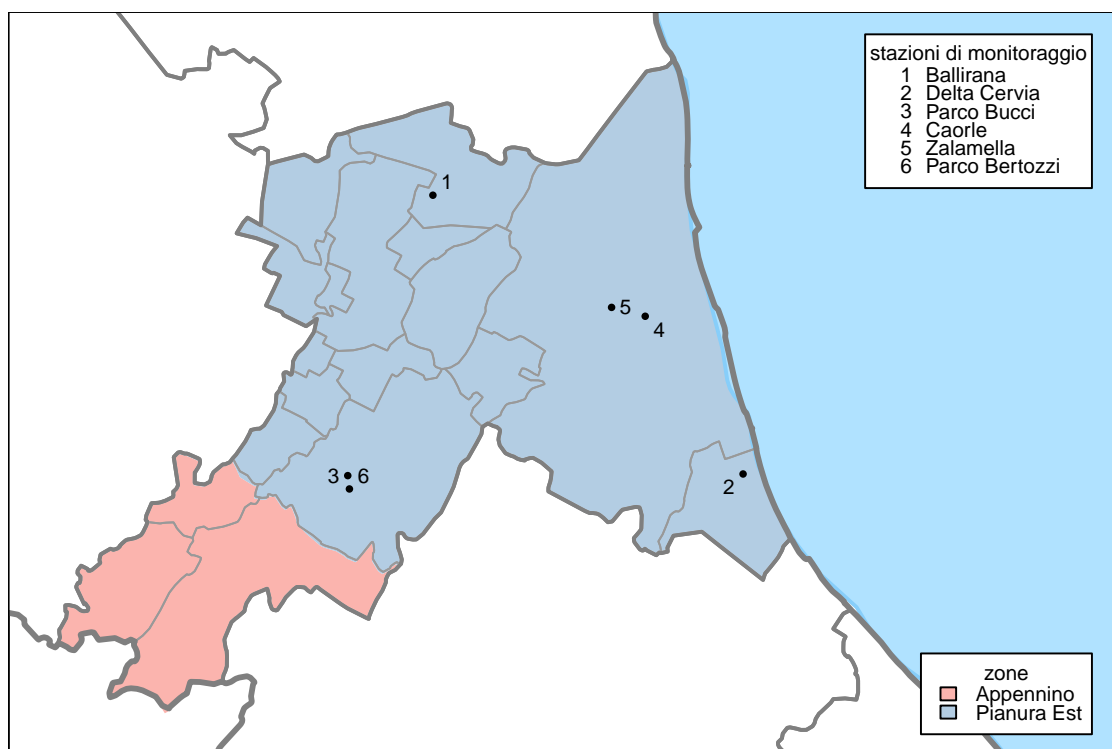 stazioni di monitoraggio
1 Ballirana
2 Delta Cervia
3 Parco Bucci
4 Caorle
5 Zalamella
6 Parco Bertozzi
1
5
4
3 6
2
zone
Appennino
Pianura Est